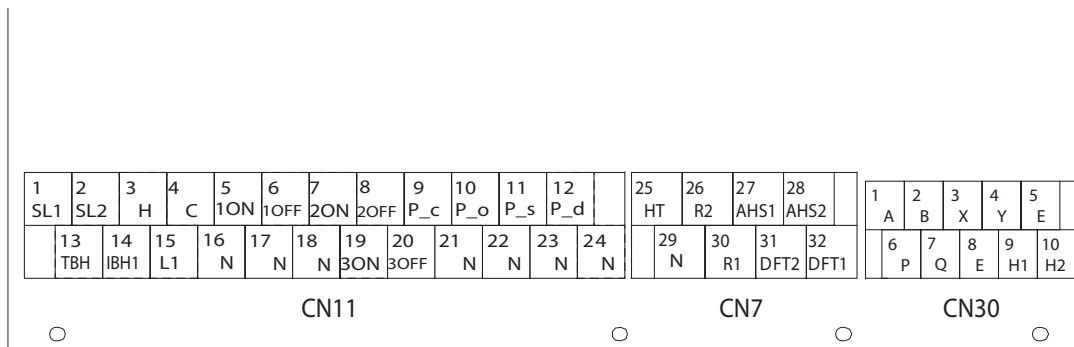 1 2 3 4 5 6 7 8 9 10 11 12
SL1 SL2 H C 1ON 1OFF 2ON 2OFF P_c P_o P_s P_d
13 14 15 16 17 18 19 20 21 22 23 24
TBH IBH1 L1 N N N 3ON 3OFF N N N N
CN11
25 26 27 28
HT R2 AHS1 AHS2
29 30 31 32
N R1 DFT2 DFT1
CN7
1 2 3 4 5
A B X Y E
6 7 8 9 10
P Q E H1 H2
CN30